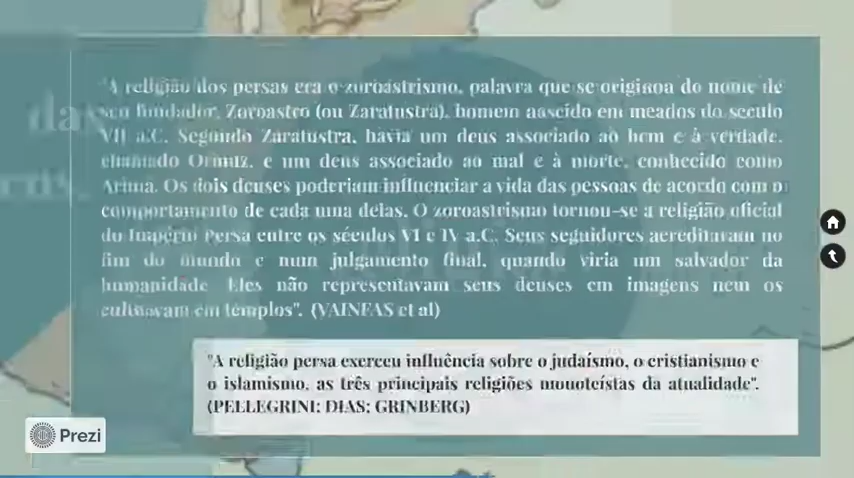 "A religião dos persas era o zoroastrismo, palavra que se origina do nome de
seu fundador, Zoroastro (ou Zaratustra), homem nascido em meados do século
VII a.C. Segundo Zaratustra, havia um deus associado ao bem e à verdade,
chamado Ormuz, e um deus associado ao mal e à morte, conhecido como
Arimã. Os dois deuses poderiam influenciar a vida das pessoas de acordo com o
comportamento de cada uma delas. O zoroastrismo tornou-se a religião oficial
do Império Persa entre os séculos VI e IV a.C. Seus seguidores acreditavam no
fim do mundo e num julgamento final, quando viria um salvador da
humanidade. Eles não representavam seus deuses em imagens nem os
cultuavam em templos". (VAINFAS et al)
"A religião persa exerceu influência sobre o judaísmo, o cristianismo e
o islamismo, as três principais religiões monoteístas da atualidade".
(PELLEGRINI; DIAS; GRINBERG)
Prezi